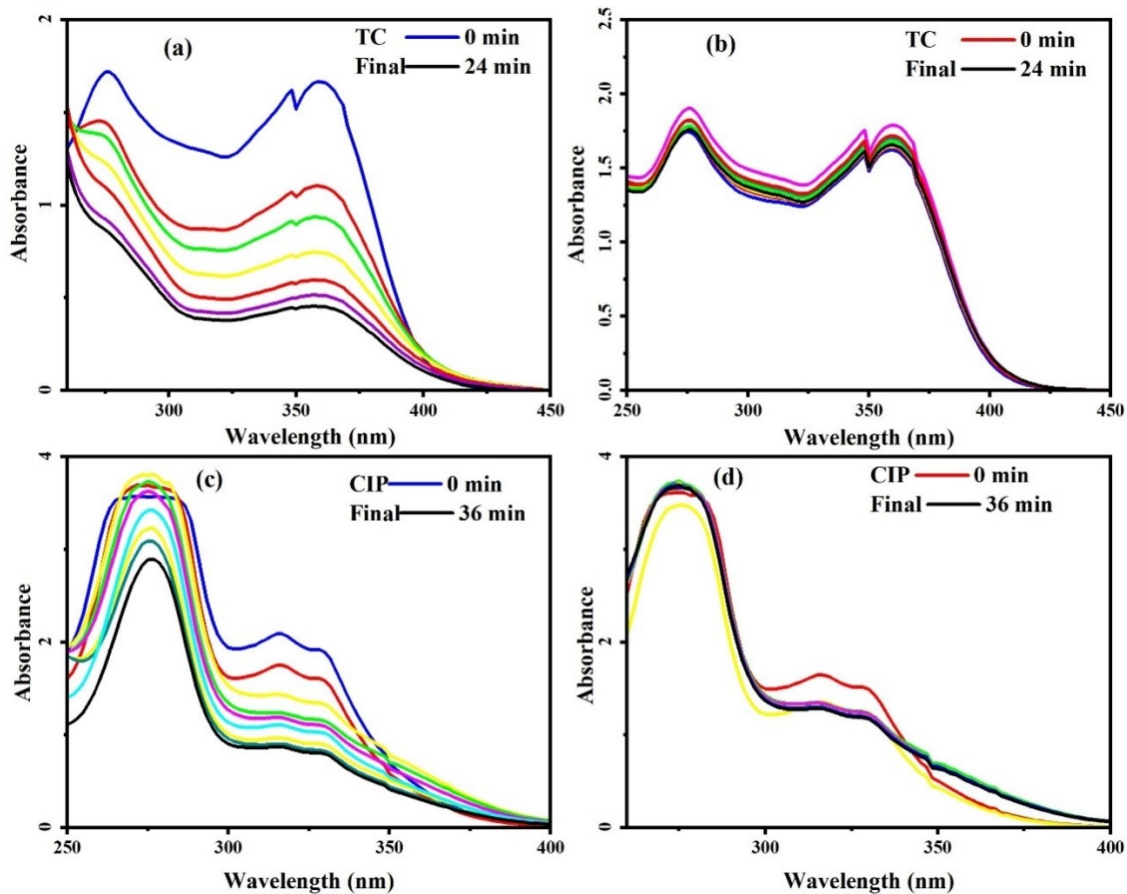 (a)
TC 0 min
Final 24 min
2
1
0
Absorbance
300 350 400 450
Wavelength (nm)
(b)
TC 0 min
Final 24 min
2.5
2.0
1.5
1.0
0.5
0.0
Absorbance
250 300 350 400 450
Wavelength (nm)
(c)
CIP 0 min
Final 36 min
4
2
0
Absorbance
250 300 350 400
Wavelength (nm)
(d)
CIP 0 min
Final 36 min
4
2
0
Absorbance
300 350 400
Wavelength (nm)